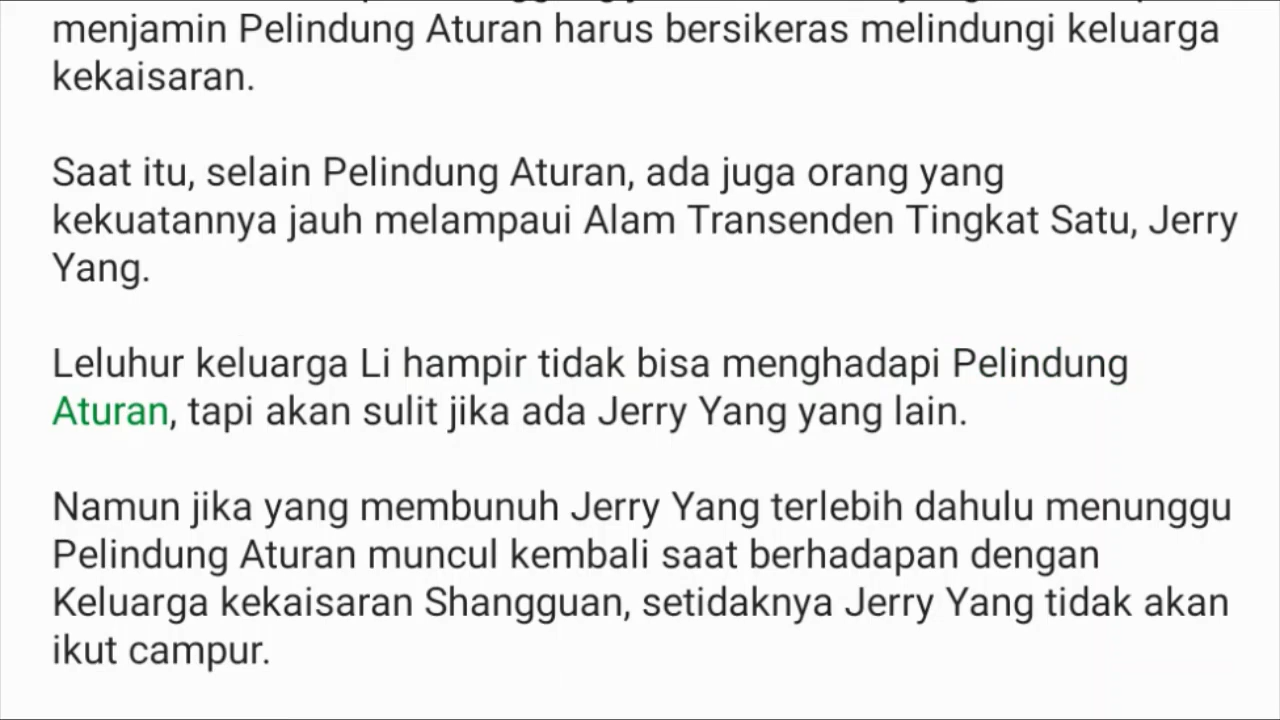 menjamin Pelindung Aturan harus bersikeras melindungi keluarga
kekaisaran.
Saat itu, selain Pelindung Aturan, ada juga orang yang
kekuatannya jauh melampaui Alam Transenden Tingkat Satu, Jerry
Yang.
Leluhur keluarga Li hampir tidak bisa menghadapi Pelindung
Aturan, tapi akan sulit jika ada Jerry Yang yang lain.
Namun jika yang membunuh Jerry Yang terlebih dahulu menunggu
Pelindung Aturan muncul kembali saat berhadapan dengan
Keluarga kekaisaran Shangguan, setidaknya Jerry Yang tidak akan
ikut campur.